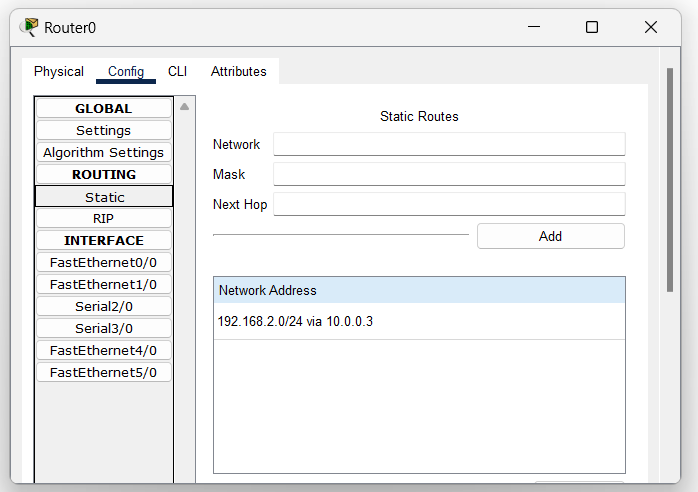 Router0
Physical Config CLI Attributes
GLOBAL
Settings
Algorithm Settings
ROUTING
Static
RIP
INTERFACE
FastEthernet0/0
FastEthernet1/0
Serial2/0
Serial3/0
FastEthernet4/0
FastEthernet5/0
Static Routes
Network
Mask
Next Hop
Add
Network Address
192.168.2.0/24 via 10.0.0.3